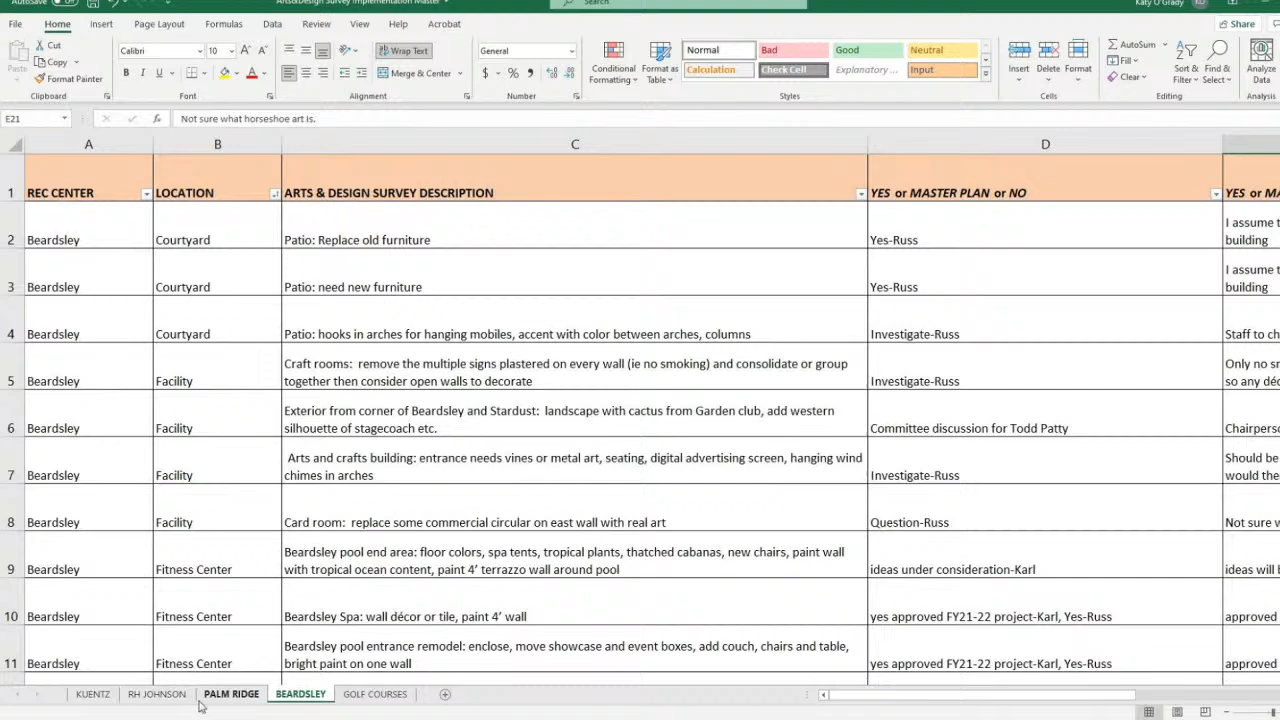 AutoSave Off Arts&Design Survey Implementation Master Search Katy O'Grady KO
File Home Insert Page Layout Formulas Data Review View Help Acrobat Share
Cut
Copy
Format Painter
Paste
Clipboard
Calibri 10
Font
Wrap Text
Merge & Center
Alignment
General
Number
Conditional Formatting
Format as Table
Normal Bad Good Neutral
Calculation Check Cell Explanatory ... Input
Styles
Insert Delete Format
Cells
AutoSum
Fill
Clear
Sort & Filter
Find & Select
Editing
Analyze Data
Analysis
E21 fx Not sure what horseshoe art is.
A B C D
1 REC CENTER LOCATION ARTS & DESIGN SURVEY DESCRIPTION YES or MASTER PLAN or NO YES or MA
2 Beardsley Courtyard Patio: Replace old furniture Yes-Russ I assume t
building
3 Beardsley Courtyard Patio: need new furniture Yes-Russ I assume t
building
4 Beardsley Courtyard Patio: hooks in arches for hanging mobiles, accent with color between arches, columns Investigate-Russ Staff to ch
5 Beardsley Facility Craft rooms: remove the multiple signs plastered on every wall (ie no smoking) and consolidate or group
together then consider open walls to decorate Investigate-Russ Only no sr
so any déc
6 Beardsley Facility Exterior from corner of Beardsley and Stardust: landscape with cactus from Garden club, add western
silhouette of stagecoach etc. Committee discussion for Todd Patty Chairperso
7 Beardsley Facility Arts and crafts building: entrance needs vines or metal art, seating, digital advertising screen, hanging wind
chimes in arches Investigate-Russ Should be
would the
8 Beardsley Facility Card room: replace some commercial circular on east wall with real art Question-Russ Not sure w
9 Beardsley Fitness Center Beardsley pool end area: floor colors, spa tents, tropical plants, thatched cabanas, new chairs, paint wall
with tropical ocean content, paint 4' terrazzo wall around pool ideas under consideration-Karl ideas will b
10 Beardsley Fitness Center Beardsley Spa: wall décor or tile, paint 4' wall yes approved FY21-22 project-Karl, Yes-Russ approved
11 Beardsley Fitness Center Beardsley pool entrance remodel: enclose, move showcase and event boxes, add couch, chairs and table,
bright paint on one wall yes approved FY21-22 project-Karl, Yes-Russ approved
KUENTZ RH JOHNSON PALM RIDGE BEARDSLEY GOLF COURSES